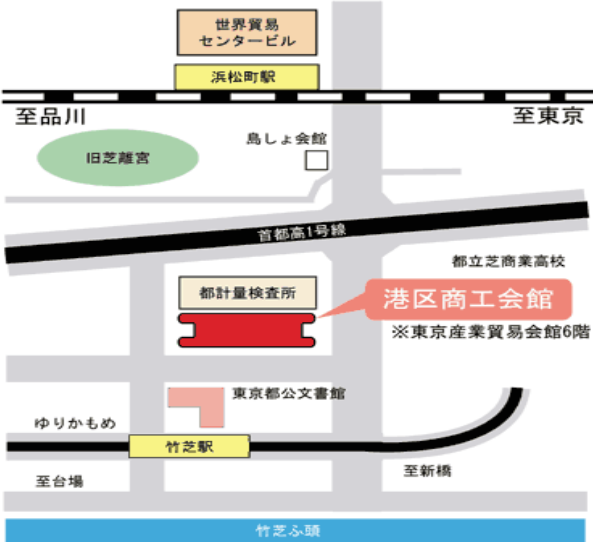 世界貿易
センタービル
浜松町駅
至品川
至東京
島しょ会館
旧芝離宮
首都高1号線
都立芝商業高校
都計量検査所
港区商工会館
※東京産業貿易会館6階
東京都公文書館
ゆりかもめ
竹芝駅
至新橋
至台場
竹芝ふ頭